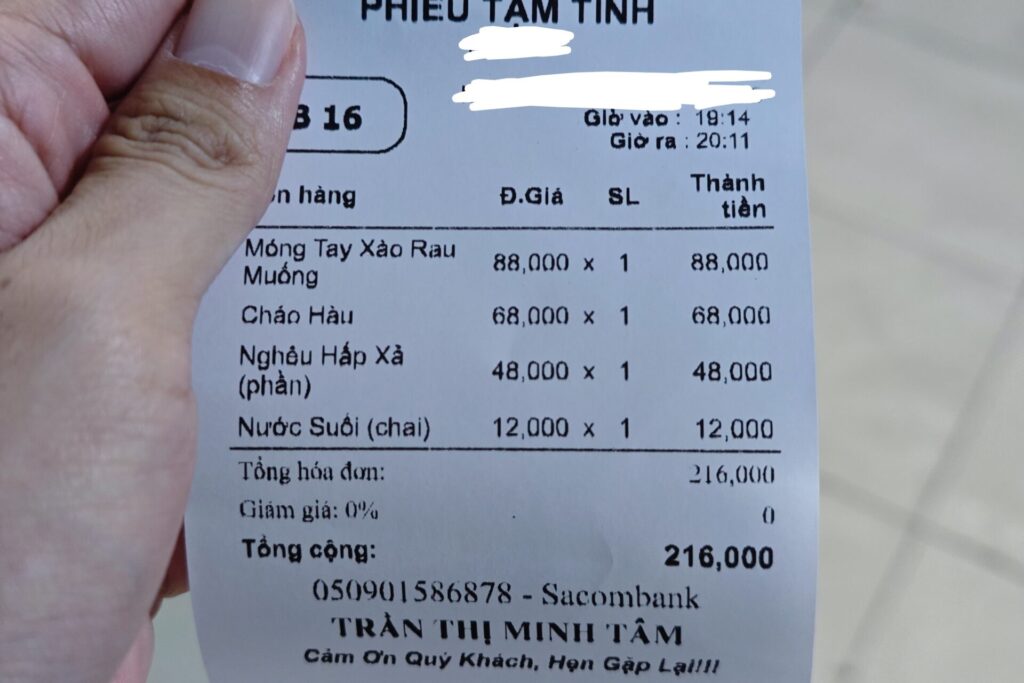 PHIẾU TẠM TÍNH
B 16
Giờ vào : 19:14
Giờ ra : 20:11
hàng Đ.Giá SL Thành tiền
Móng Tay Xào Rau Muống 88,000 x 1 88,000
Cháo Hàu 68,000 x 1 68,000
Nghêu Hấp Xả (phần) 48,000 x 1 48,000
Nước Suối (chai) 12,000 x 1 12,000
Tổng hóa đơn: 216,000
Giảm giá: 0% 0
Tổng cộng: 216,000
050901586878 - Sacombank
TRẦN THỊ MINH TÂM
Cảm Ơn Quý Khách, Hẹn Gặp Lại!!!